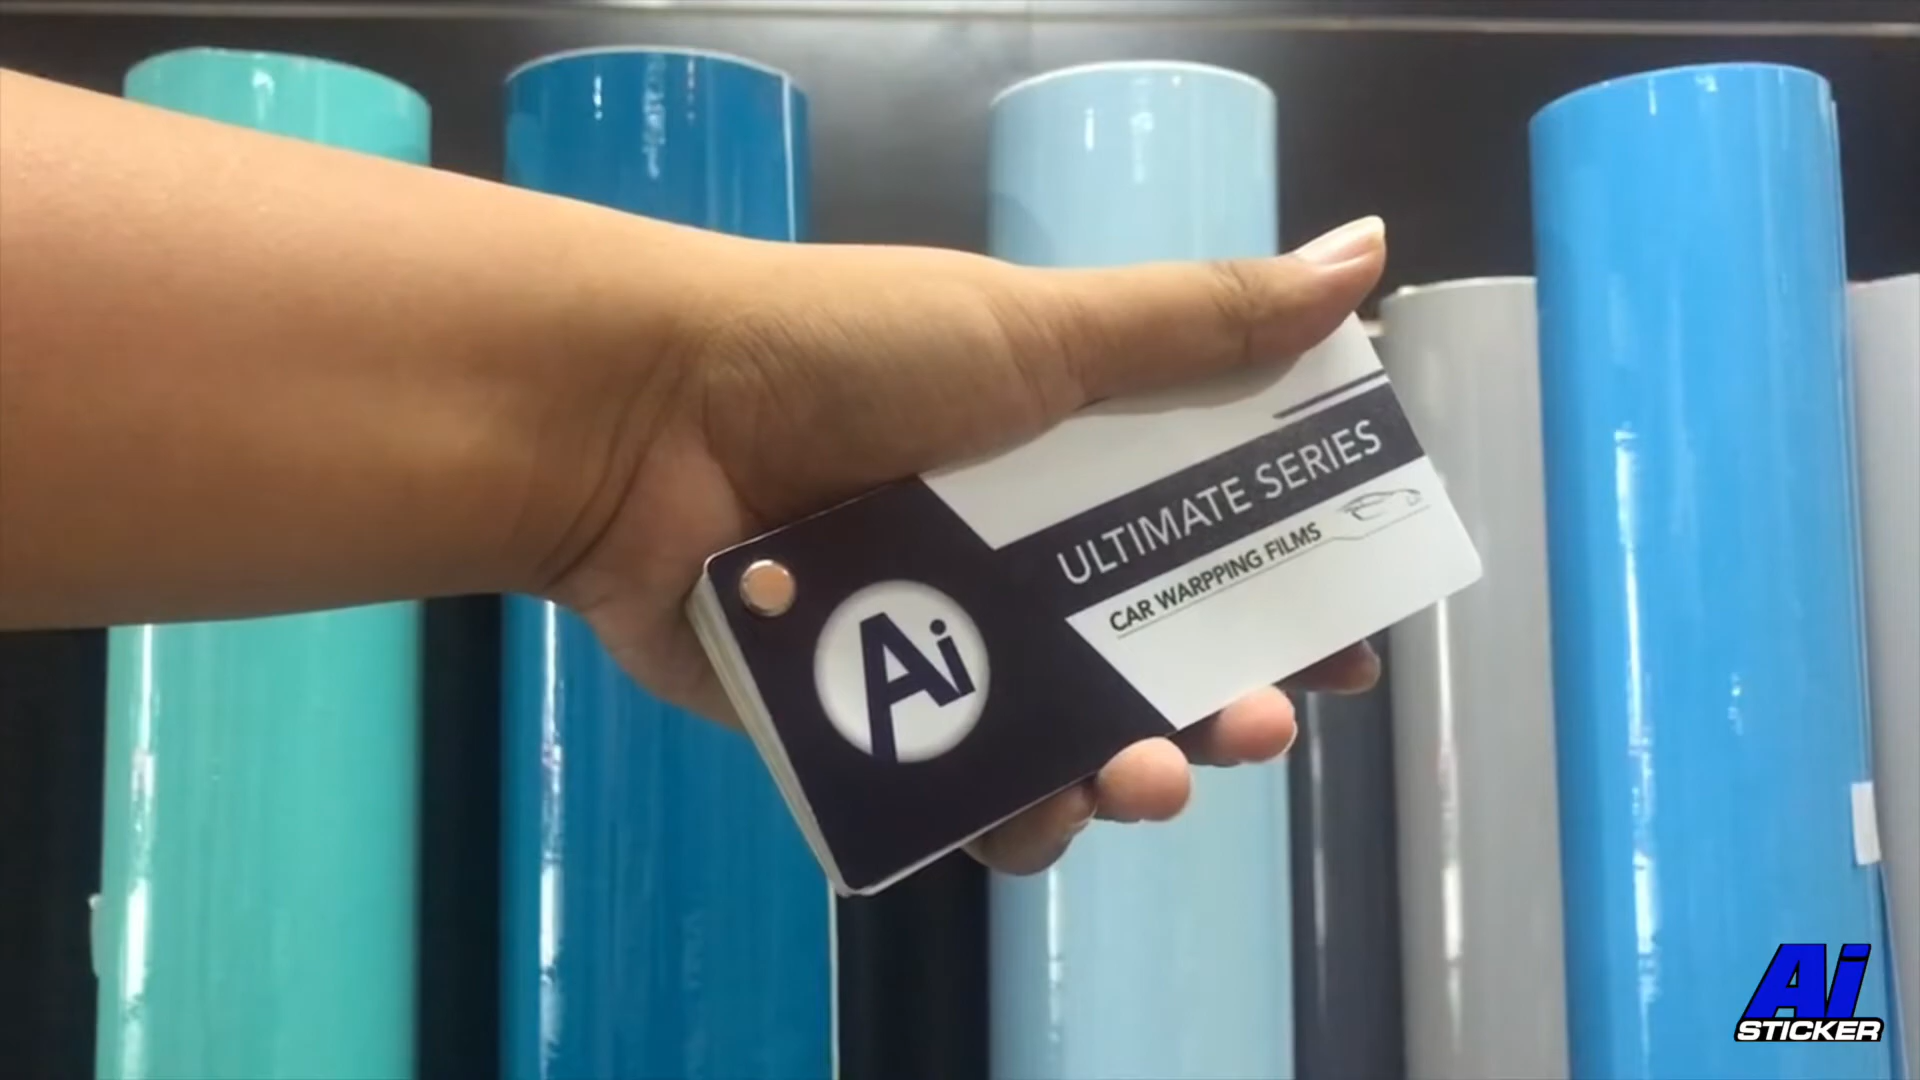 ULTIMATE SERIES
CAR WARPPING FILMS
Ai
Ai
STICKER